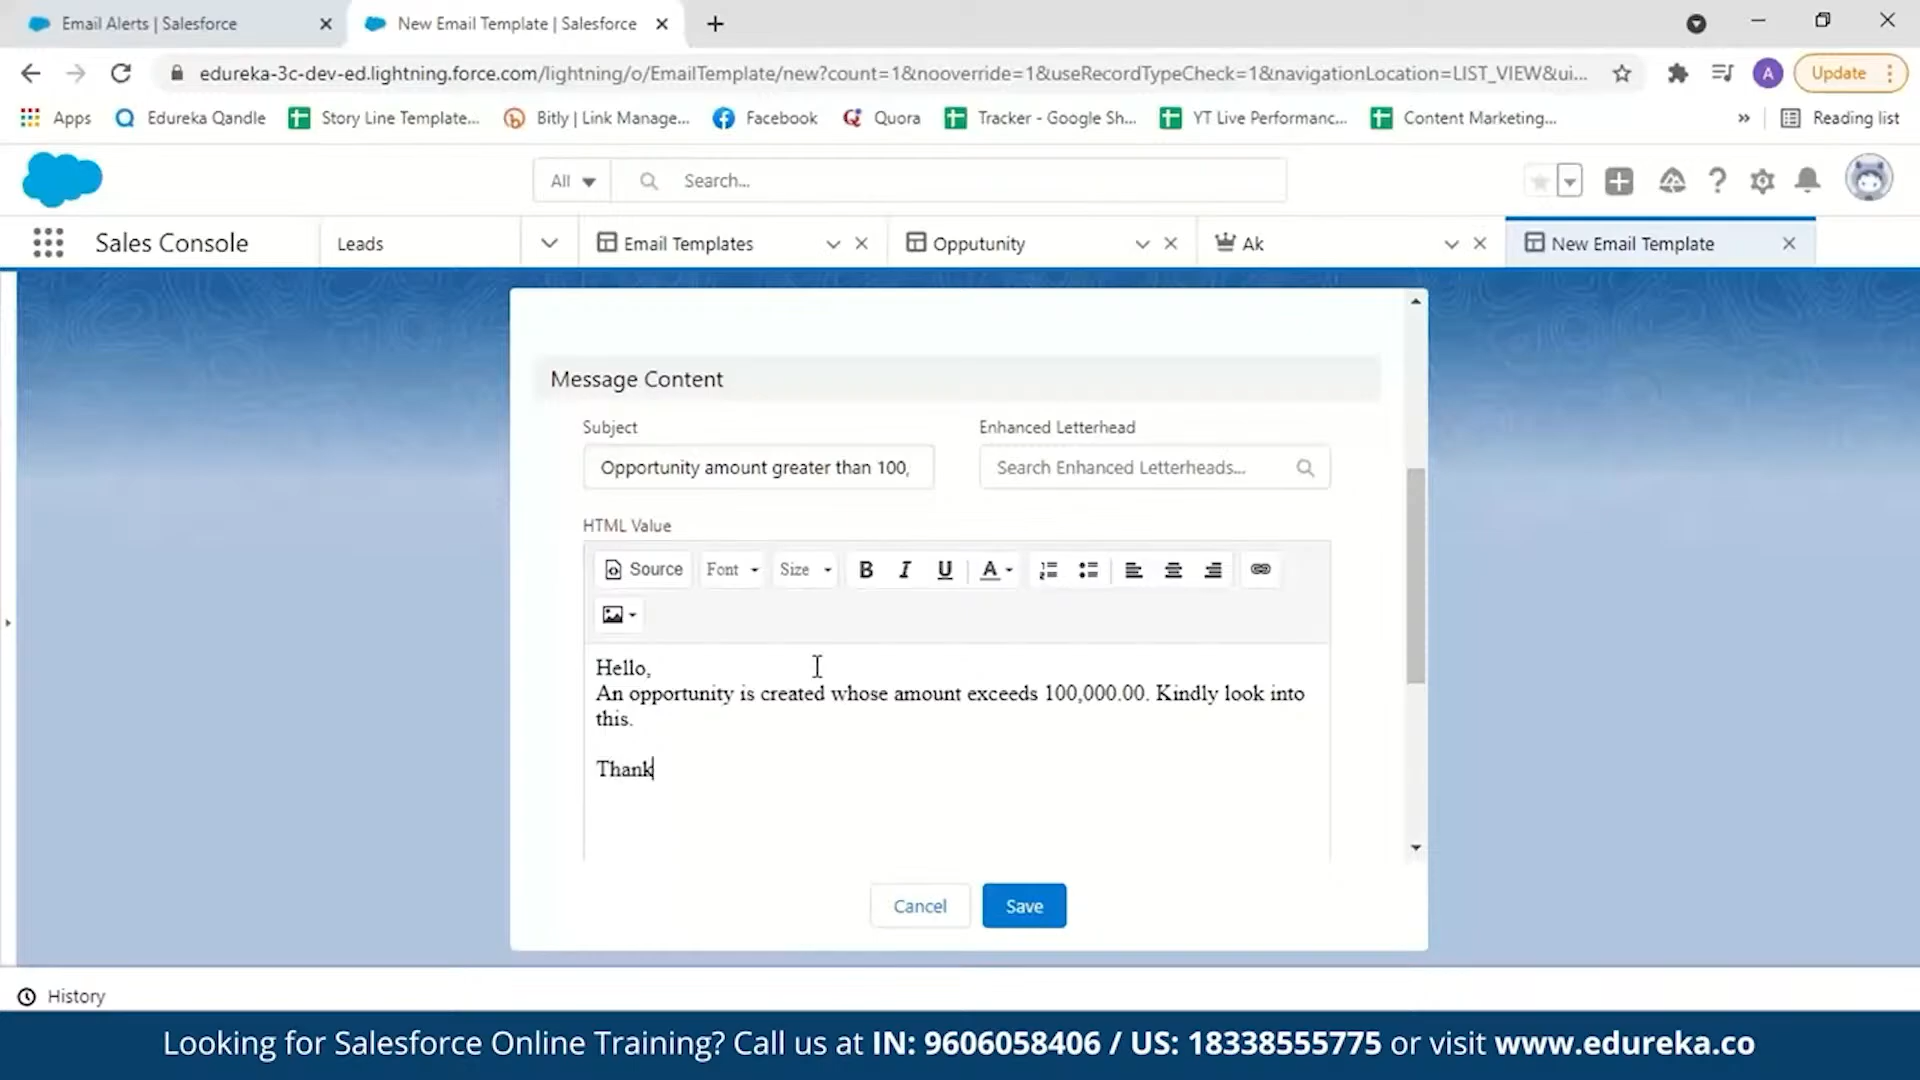 Email Alerts | Salesforce
New Email Template | Salesforce
edureka-3c-dev-ed.lightning.force.com/lightning/o/EmailTemplate/new?count=1&nooverride=1&useRecordTypeCheck=1&navigationLocation=LIST_VIEW&ui...
A
Update
Apps
Edureka Qandle
Story Line Template...
Bitly | Link Manage...
Facebook
Quora
Tracker - Google Sh...
YT Live Performanc...
Content Marketing...
»
Reading list
All
Search...
Sales Console
Leads
Email Templates
Opputunity
Ak
New Email Template
Message Content
Subject
Enhanced Letterhead
Opportunity amount greater than 100,
Search Enhanced Letterheads...
HTML Value
Source
Font
Size
B I U A
Hello,
An opportunity is created whose amount exceeds 100,000.00. Kindly look into
this.
Thank
Cancel
Save
History
Looking for Salesforce Online Training? Call us at IN: 9606058406 / US: 18338555775 or visit www.edureka.co